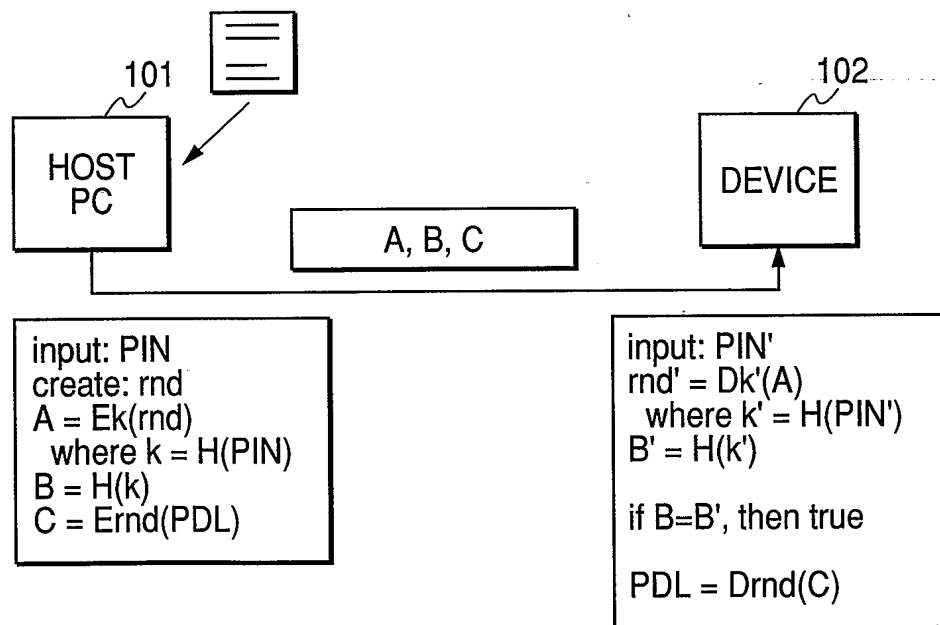 101
102
HOST
PC
DEVICE
A, B, C
input: PIN
create: rnd
A = Ek(rnd)
where k = H(PIN)
B = H(k)
C = Ernd(PDL)
input: PIN'
rnd' = Dk'(A)
where k' = H(PIN')
B' = H(k')
if B=B', then true
PDL = Drnd(C)